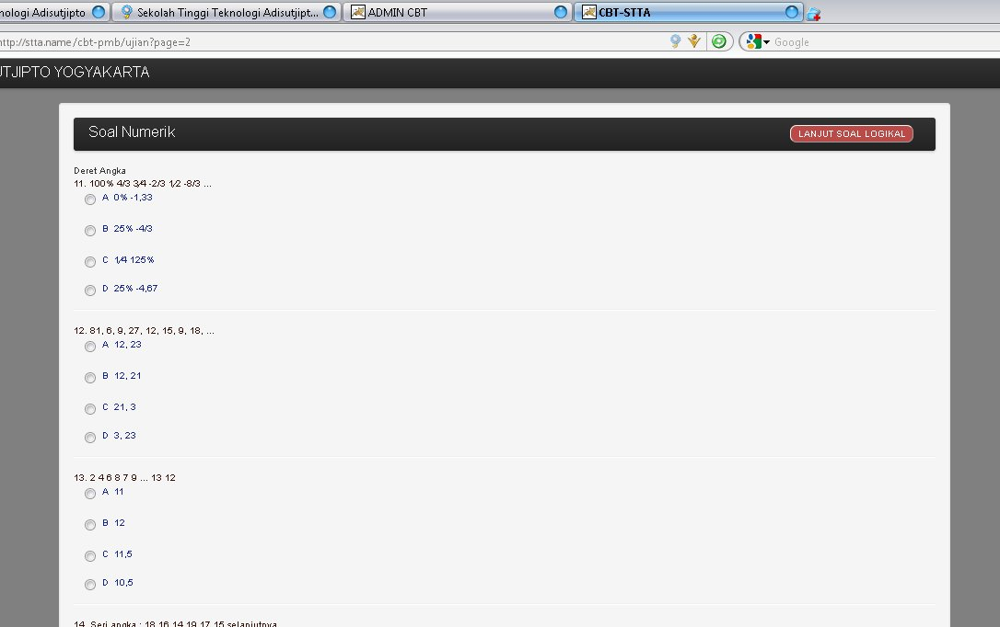 nologi Adisutjipto
Sekolah Tinggi Teknologi Adisutjipt...
ADMIN CBT
CBT-STTA
http://stta.name/cbt-pmb/ujian?page=2
Google
JTJIPTO YOGYAKARTA
Soal Numerik
LANJUT SOAL LOGIKAL
Deret Angka
11. 100% 4/3 3/4 -2/3 1/2 -8/3 ...
A 0% -1,33
B 25% -4/3
C 1/4 125%
D 25% -4,67
12. 81, 6, 9, 27, 12, 15, 9, 18, ...
A 12, 23
B 12, 21
C 21, 3
D 3, 23
13. 2 4 6 8 7 9 ... 13 12
A 11
B 12
C 11,5
D 10,5
14. Seri angka : 18 16 14 19 17 15 selanjutnya